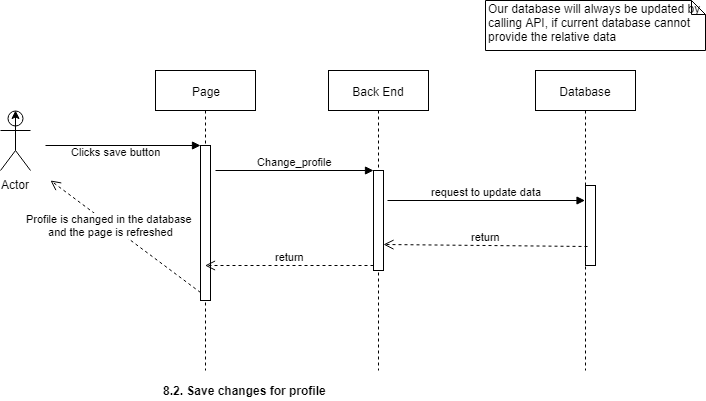 Our database will always be updated by
calling API, if current database cannot
provide the relative data
Page
Back End
Database
Clicks save button
Change_profile
Actor
request to update data
Profile is changed in the database
and the page is refreshed
return
return
8.2. Save changes for profile